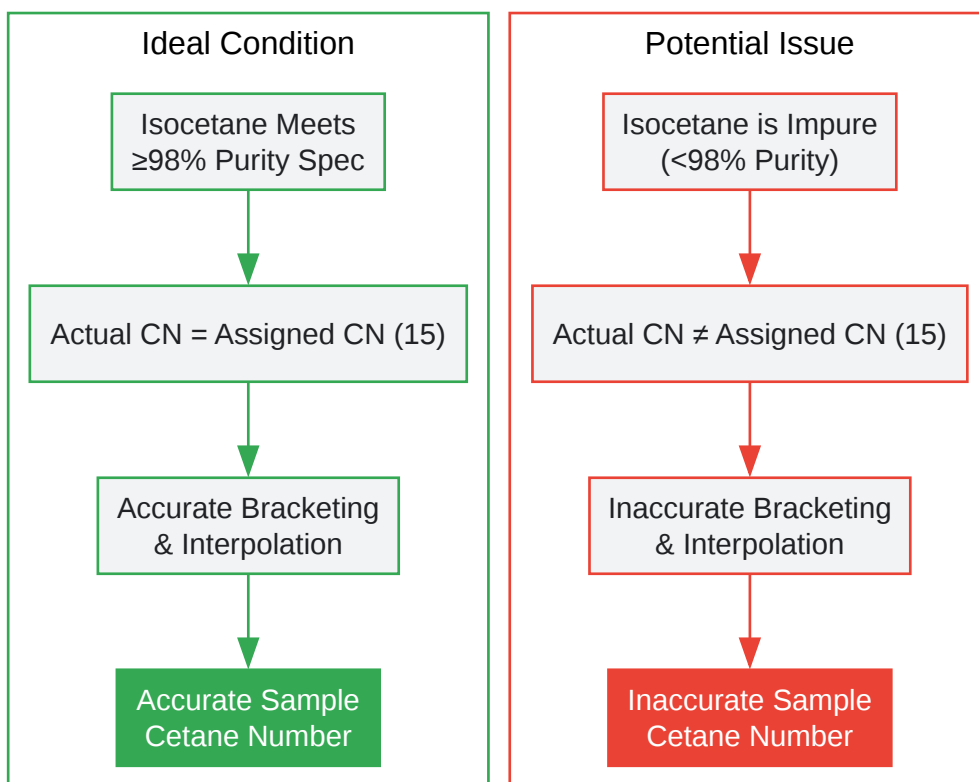 Ideal Condition
Isocetane Meets
≥98% Purity Spec
Actual CN = Assigned CN (15)
Accurate Bracketing
& Interpolation
Accurate Sample
Cetane Number
Potential Issue
Isocetane is Impure
(<98% Purity)
Actual CN ≠ Assigned CN (15)
Inaccurate Bracketing
& Interpolation
Inaccurate Sample
Cetane Number